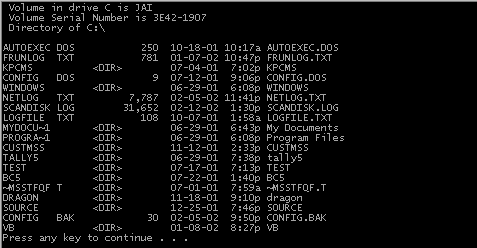 Volume in drive C is JAI
Volume Serial Number is 3E42-1907
Directory of C:\
AUTOEXEC DOS 250 10-18-01 10:17a AUTOEXEC.DOS
FRUNLOG TXT 781 01-07-02 10:47p FRUNLOG.TXT
KPCMS <DIR> 07-04-01 7:02p KPCMS
CONFIG DOS 9 07-12-01 9:06p CONFIG.DOS
WINDOWS <DIR> 06-29-01 6:08p WINDOWS
NETLOG TXT 7,787 02-05-02 11:41p NETLOG.TXT
SCANDISK LOG 31,652 02-12-02 1:30p SCANDISK.LOG
LOGFILE TXT 108 10-07-01 1:58a LOGFILE.TXT
MYDOCU~1 <DIR> 06-29-01 6:43p My Documents
PROGRA~1 <DIR> 06-29-01 6:08p Program Files
CUSTMSS <DIR> 11-12-01 2:33p CUSTMSS
TALLY5 <DIR> 06-29-01 7:38p tally5
TEST <DIR> 07-17-01 7:13p TEST
BC5 <DIR> 07-22-01 1:40p BC5
~MSSTFQF T <DIR> 07-01-01 7:59a ~MSSTFQF.T
DRAGON <DIR> 11-18-01 9:10p dragon
SOURCE <DIR> 12-25-01 7:46p SOURCE
CONFIG BAK 30 02-05-02 9:50p CONFIG.BAK
VB <DIR> 01-08-02 8:27p VB
Press any key to continue . . .